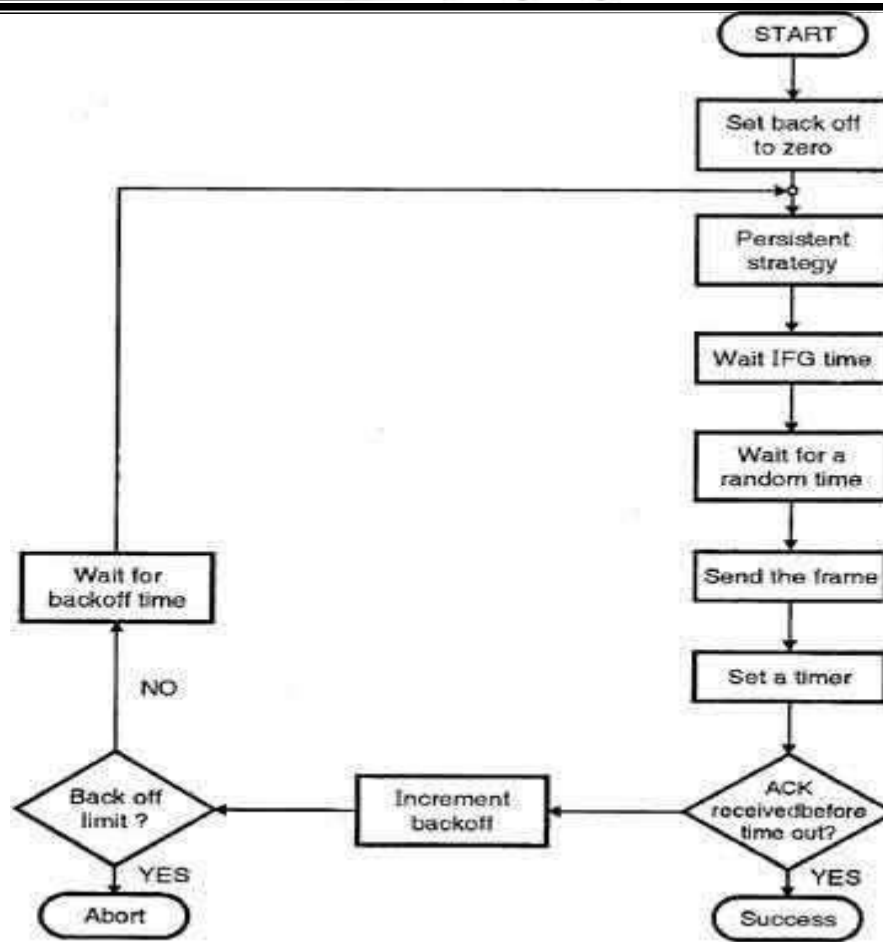 START
Set back off
to zero
Persistent
strategy
Wait IFG time
Wait for a
random time
Send the frame
Set a timer
ACK
receivedbefore
time out?
YES
Success
Increment
backoff
Back off
limit ?
NO
Wait for
backoff time
YES
Abort